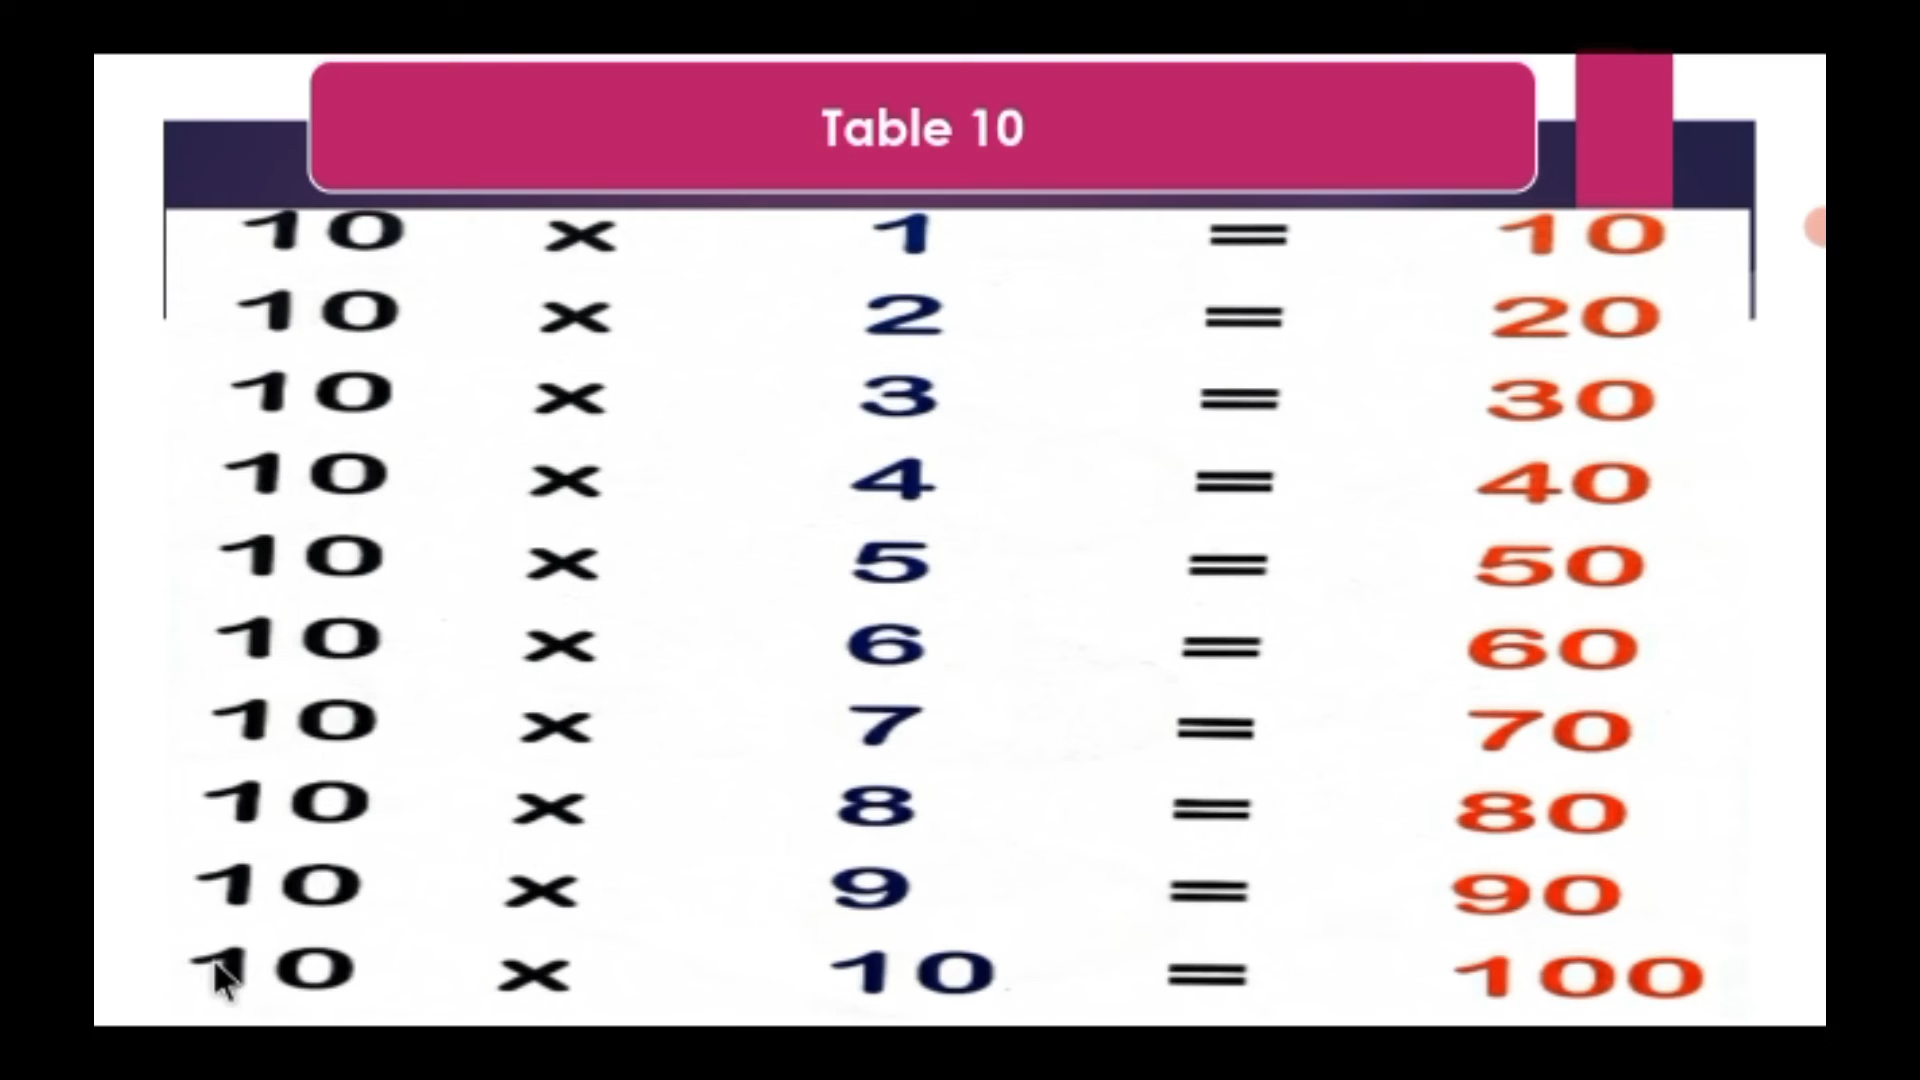 Table 10
10 × 1 = 10
10 × 2 = 20
10 × 3 = 30
10 × 4 = 40
10 × 5 = 50
10 × 6 = 60
10 × 7 = 70
10 × 8 = 80
10 × 9 = 90
10 × 10 = 100